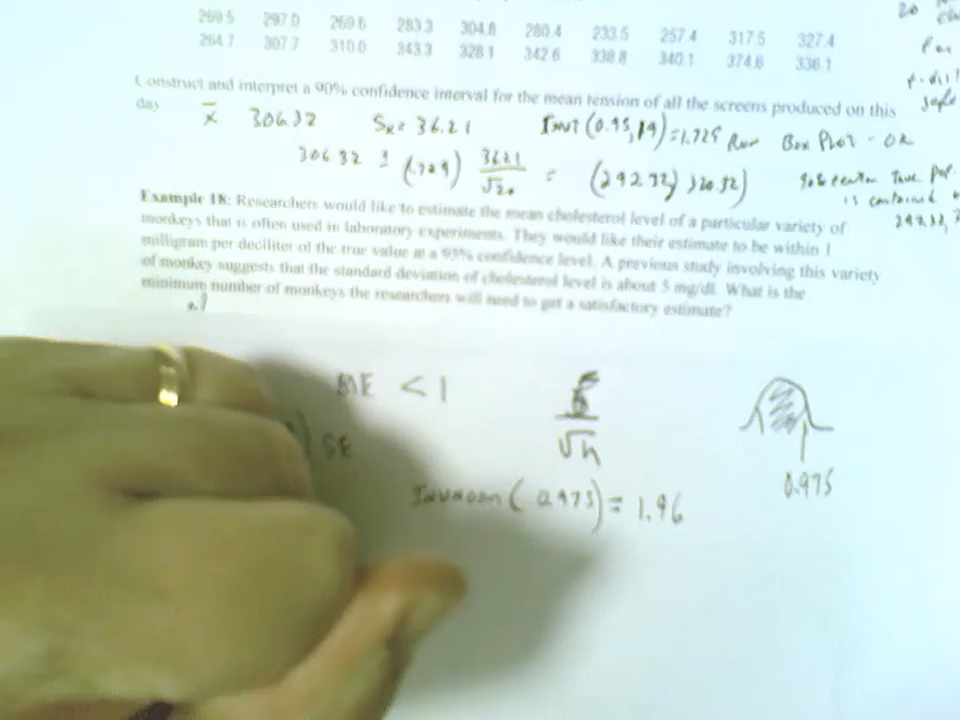 269.5 297.0 269.6 283.3 304.8 280.4 233.5 257.4 317.5 327.4
264.7 307.7 310.0 343.3 328.1 342.6 338.8 340.1 374.6 336.1
Construct and interpret a 90% confidence interval for the mean tension of all the screens produced on this
day
x̄ 306.32 Sx = 36.21 InvT (0.95, 19) = 1.729 Box Plot - OK
306.32 ± (1.729) 36.21 / √20 = (292.32, 320.32)
is contained
Example 18: Researchers would like to estimate the mean cholesterol level of a particular variety of
monkeys that is often used in laboratory experiments. They would like their estimate to be within 1
milligram per deciliter of the true value at a 95% confidence level. A previous study involving this variety
of monkey suggests that the standard deviation of cholesterol level is about 5 mg/dl. What is the
minimum number of monkeys the researchers will need to get a satisfactory estimate?
ME < 1
√n
SE
0.975
InvNorm (0.975) = 1.96